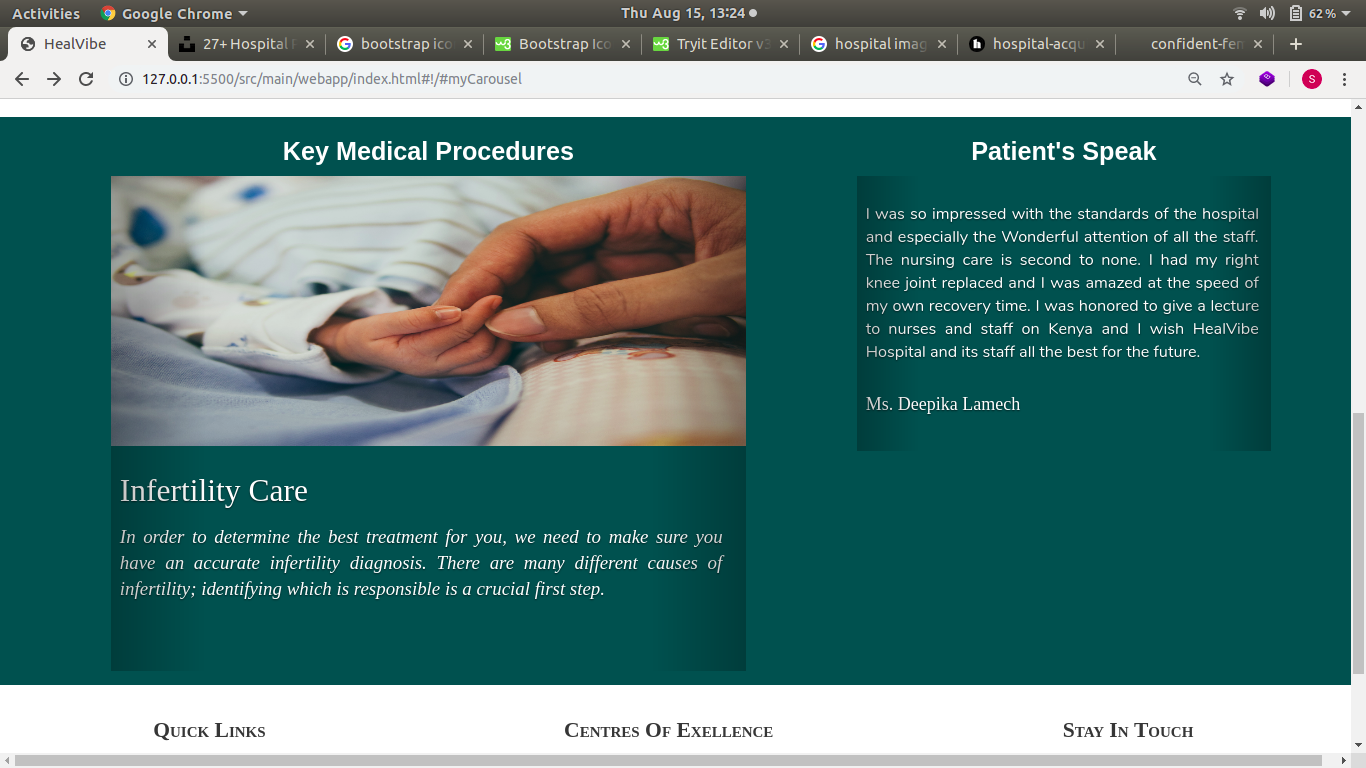 Activities
Google Chrome
Thu Aug 15, 13:24
62 %
HealVibe
27+ Hospital
bootstrap ico
Bootstrap Ico
Tryit Editor v3
hospital imag
hospital-acqu
confident-fem
127.0.0.1:5500/src/main/webapp/index.html#!/#myCarousel
S
Key Medical Procedures
Infertility Care
In order to determine the best treatment for you, we need to make sure you
have an accurate infertility diagnosis. There are many different causes of
infertility; identifying which is responsible is a crucial first step.
Patient's Speak
I was so impressed with the standards of the hospital
and especially the Wonderful attention of all the staff.
The nursing care is second to none. I had my right
knee joint replaced and I was amazed at the speed of
my own recovery time. I was honored to give a lecture
to nurses and staff on Kenya and I wish HealVibe
Hospital and its staff all the best for the future.
Ms. Deepika Lamech
Quick Links
Centres Of Exellence
Stay In Touch